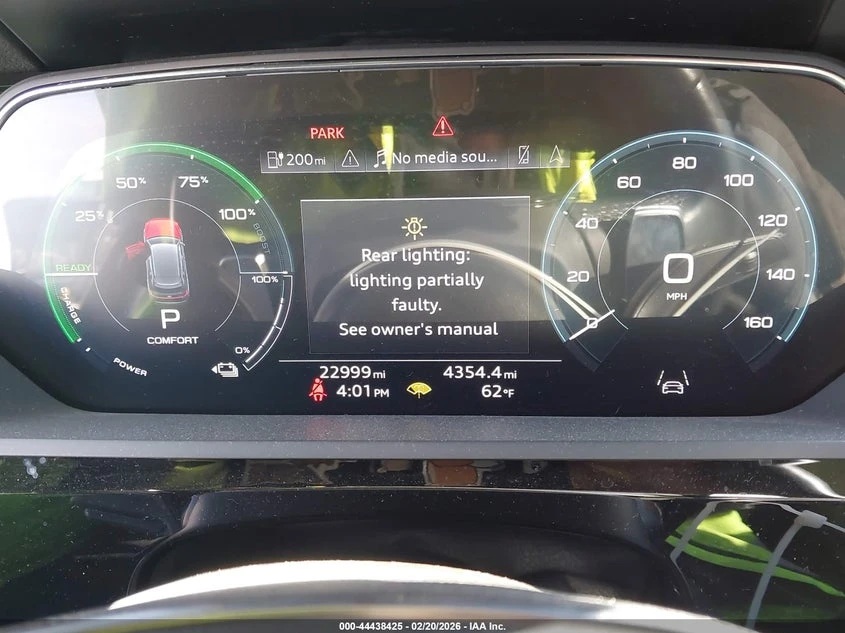 PARK
200mi
No media sou...
50%
75%
25%
100%
BOOST
READY
100%
CHARGE
P
COMFORT
0%
POWER
Rear lighting:
lighting partially
faulty.
See owner's manual
22999mi
4354.4mi
4:01PM
62°F
80
60
100
40
120
20
140
0
160
0
MPH
000-44438425 - 02/20/2026 - IAA Inc.